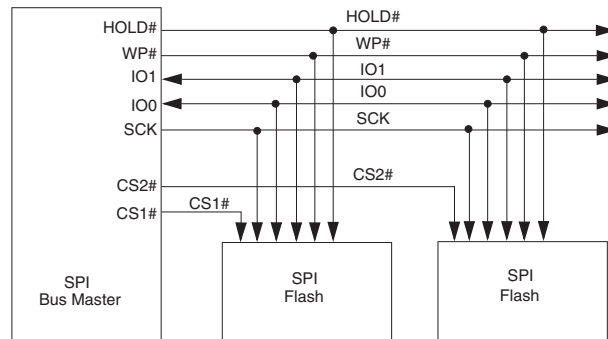 HOLD#
HOLD#
WP#
WP#
IO1
IO1
IO0
IO0
SCK
SCK
CS2#
CS2#
CS1#
CS1#
SPI
Bus Master
SPI
Flash
SPI
Flash